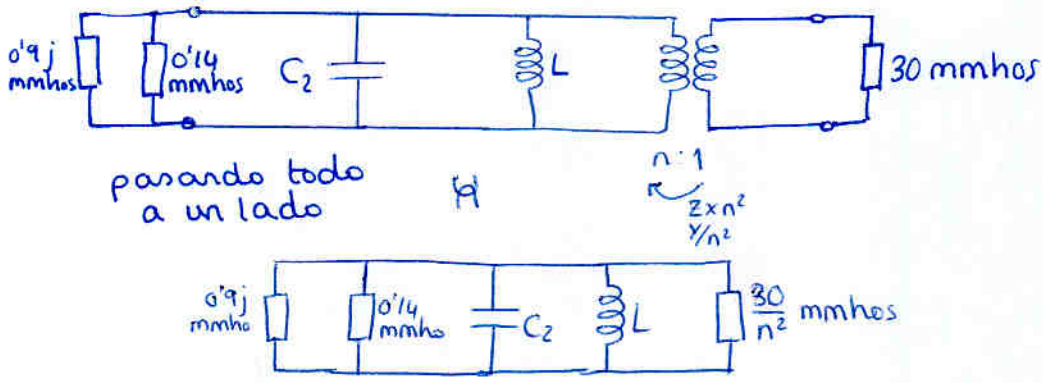 0'9j
mmhos
0'14
mmhos
C2
L
30 mmhos
n:1
pasando todo
a un lado
Z×n²
Y/n²
0'9j
mmho
0'14
mmho
C2
L
30
n²
mmhos